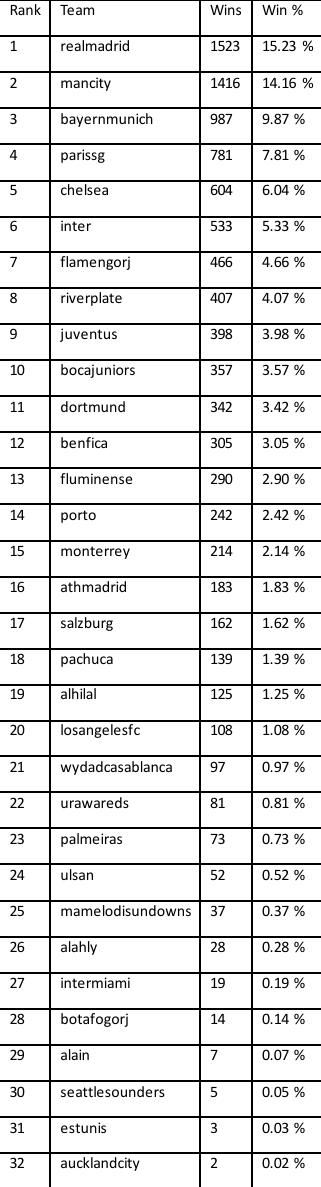 Rank Team Wins Win %
1 realmadrid 1523 15.23 %
2 mancity 1416 14.16 %
3 bayernmunich 987 9.87 %
4 parissg 781 7.81 %
5 chelsea 604 6.04 %
6 inter 533 5.33 %
7 flamengorj 466 4.66 %
8 riverplate 407 4.07 %
9 juventus 398 3.98 %
10 bocajuniors 357 3.57 %
11 dortmund 342 3.42 %
12 benfica 305 3.05 %
13 fluminense 290 2.90 %
14 porto 242 2.42 %
15 monterrey 214 2.14 %
16 athmadrid 183 1.83 %
17 salzburg 162 1.62 %
18 pachuca 139 1.39 %
19 alhilal 125 1.25 %
20 losangelesfc 108 1.08 %
21 wydadcasablanca 97 0.97 %
22 urawareds 81 0.81 %
23 palmeiras 73 0.73 %
24 ulsan 52 0.52 %
25 mamelodisundowns 37 0.37 %
26 alahly 28 0.28 %
27 intermiami 19 0.19 %
28 botafogorj 14 0.14 %
29 alain 7 0.07 %
30 seattlesounders 5 0.05 %
31 estunis 3 0.03 %
32 aucklandcity 2 0.02 %